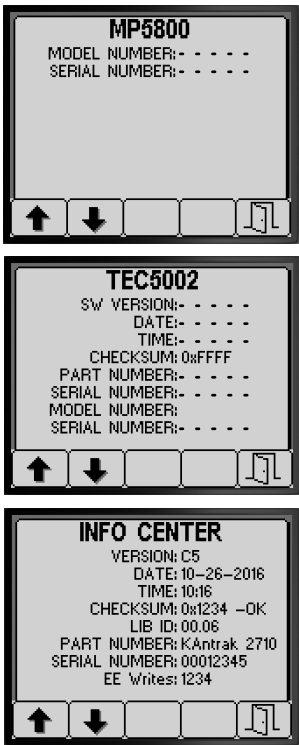 MP5800
MODEL NUMBER:- - - - -
SERIAL NUMBER:- - - - -
TEC5002
SW VERSION:- - - - -
DATE:- - - - -
TIME:- - - - -
CHECKSUM: 0xFFFF
PART NUMBER:- - - - -
SERIAL NUMBER:- - - - -
MODEL NUMBER:
SERIAL NUMBER:- - - - -
INFO CENTER
VERSION: C5
DATE: 10-26-2016
TIME: 10:16
CHECKSUM: 0x1234 -OK
LIB ID: 00.06
PART NUMBER: KAntrak 2710
SERIAL NUMBER: 00012345
EE Writes: 1234